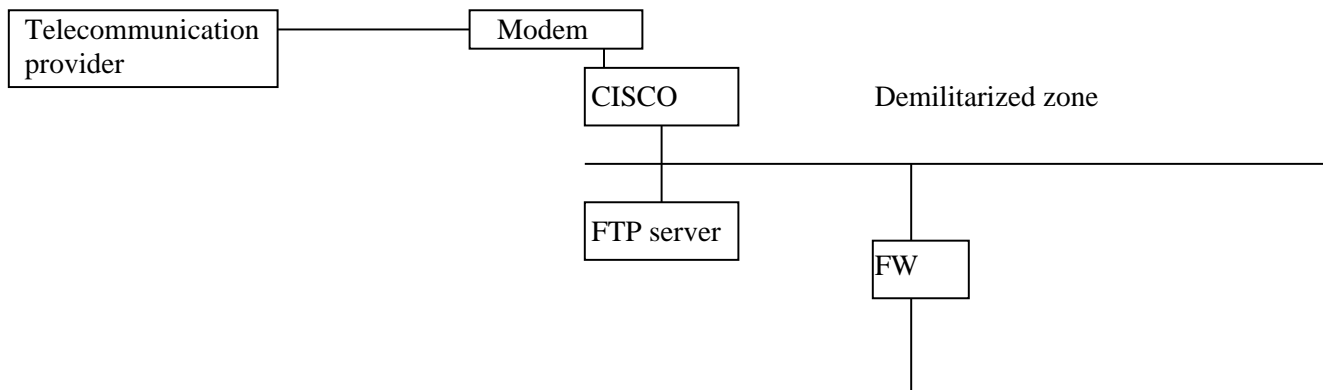 Telecommunication
provider
Modem
CISCO
Demilitarized zone
FTP server
FW